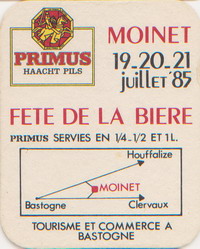 MOINET
PRIMUS
HAACHT PILS
19-20-21
juillet '85
FETE DE LA BIERE
PRIMUS SERVIES EN 1/4-1/2 ET 1L.
Houffalize
MOINET
Bastogne Clervaux
TOURISME ET COMMERCE A
BASTOGNE